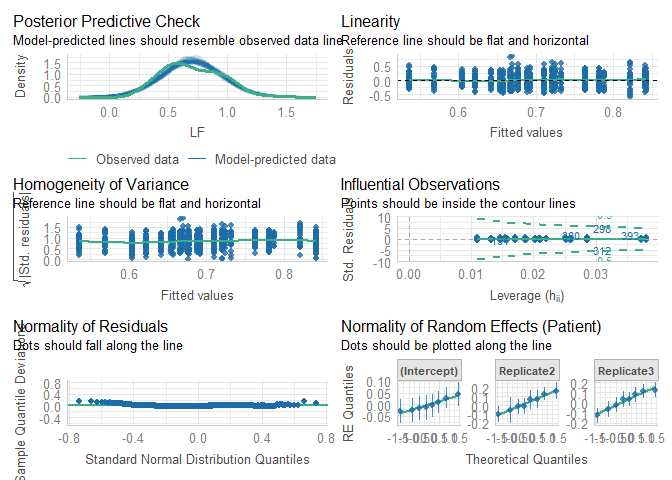 Posterior Predictive Check
Model-predicted lines should resemble observed data line
Density
1.5
1.0
0.5
0.0
0.0 0.5 1.0 1.5
LF
Observed data Model-predicted data
Linearity
Reference line should be flat and horizontal
Residuals
0.5
0.0
-0.5
0.6 0.7 0.8
Fitted values
Homogeneity of Variance
Reference line should be flat and horizontal
√|Std. residuals|
1.5
1.0
0.5
0.0
0.6 0.7 0.8
Fitted values
Influential Observations
Points should be inside the contour lines
Std. Residuals
10
5
0
-5
-10
0.5
298
393
312
0.5
0.00 0.01 0.02 0.03
Leverage (hii)
Normality of Residuals
Dots should fall along the line
Sample Quantile Deviations
0.8
0.4
0.0
-0.4
-0.8 -0.4 0.0 0.4 0.8
Standard Normal Distribution Quantiles
Normality of Random Effects (Patient)
Dots should be plotted along the line
(Intercept) Replicate2 Replicate3
RE Quantiles
0.10
0.05
0.00
-0.05
0.2
0.1
0.0
-0.1
-0.2
0.2
0.1
0.0
-0.1
-0.2
Theoretical Quantiles